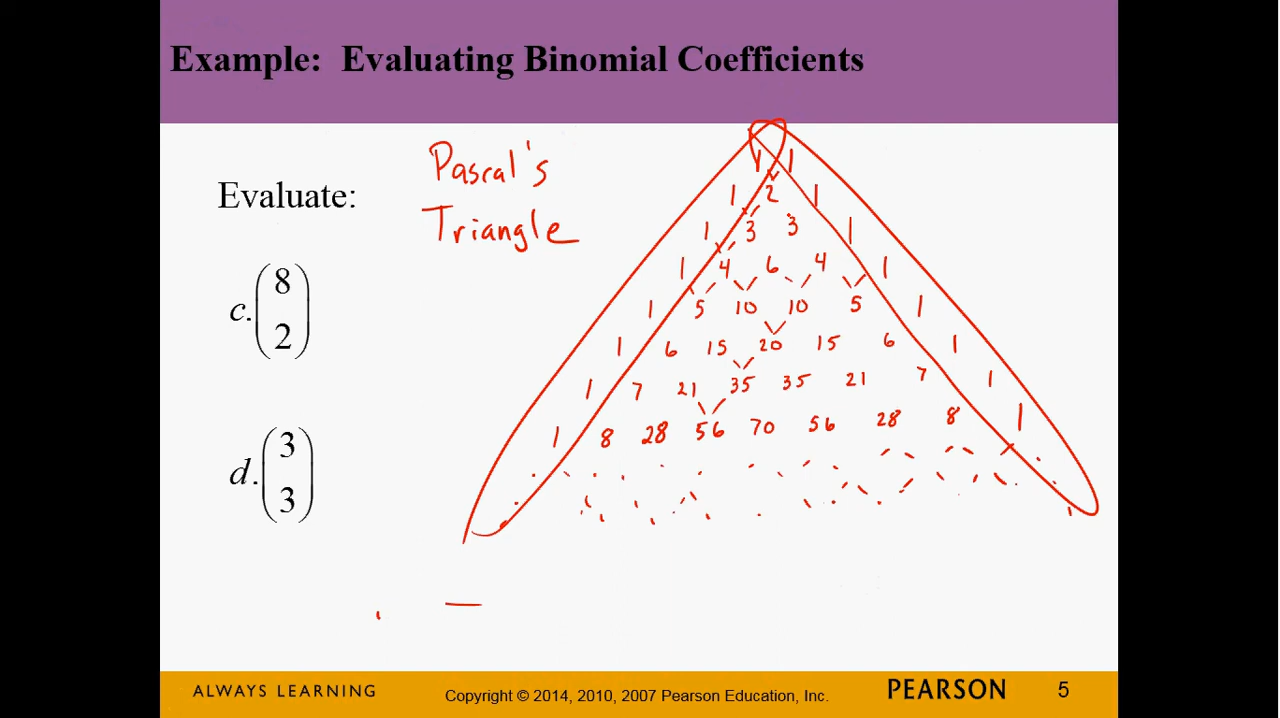 Example: Evaluating Binomial Coefficients
Pascal's
Triangle
Evaluate:
c. (8
2)
d. (3
3)
1 1
1 2 1
1 3 3 1
1 4 6 4 1
1 5 10 10 5 1
1 6 15 20 15 6 1
1 7 21 35 35 21 7 1
1 8 28 56 70 56 28 8 1
ALWAYS LEARNING
Copyright © 2014, 2010, 2007 Pearson Education, Inc.
PEARSON
5